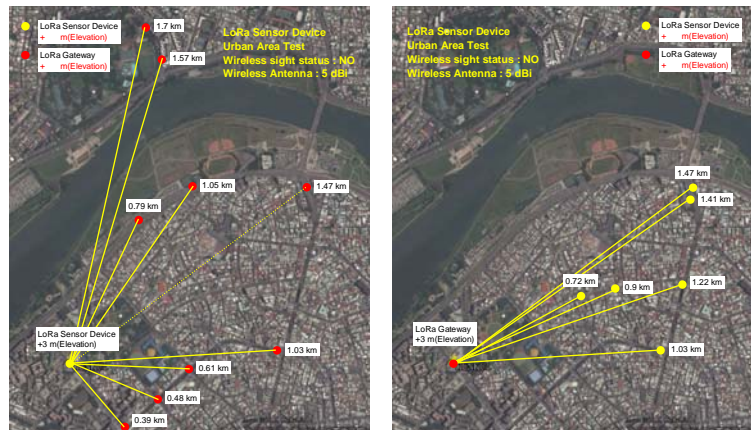 LoRa Sensor Device
+ m(Elevation)
LoRa Gateway
+ m(Elevation)
1.7 km
1.57 km
LoRa Sensor Device
Urban Area Test
Wireless sight status : NO
Wireless Antenna : 5 dBi
1.05 km
1.47 km
0.79 km
LoRa Sensor Device
+3 m(Elevation)
1.03 km
0.61 km
0.48 km
0.39 km
LoRa Sensor Device
Urban Area Test
Wireless sight status : NO
Wireless Antenna : 5 dBi
LoRa Sensor Device
+ m(Elevation)
LoRa Gateway
+ m(Elevation)
1.47 km
1.41 km
0.72 km
0.9 km
1.22 km
LoRa Gateway
+3 m(Elevation)
1.03 km